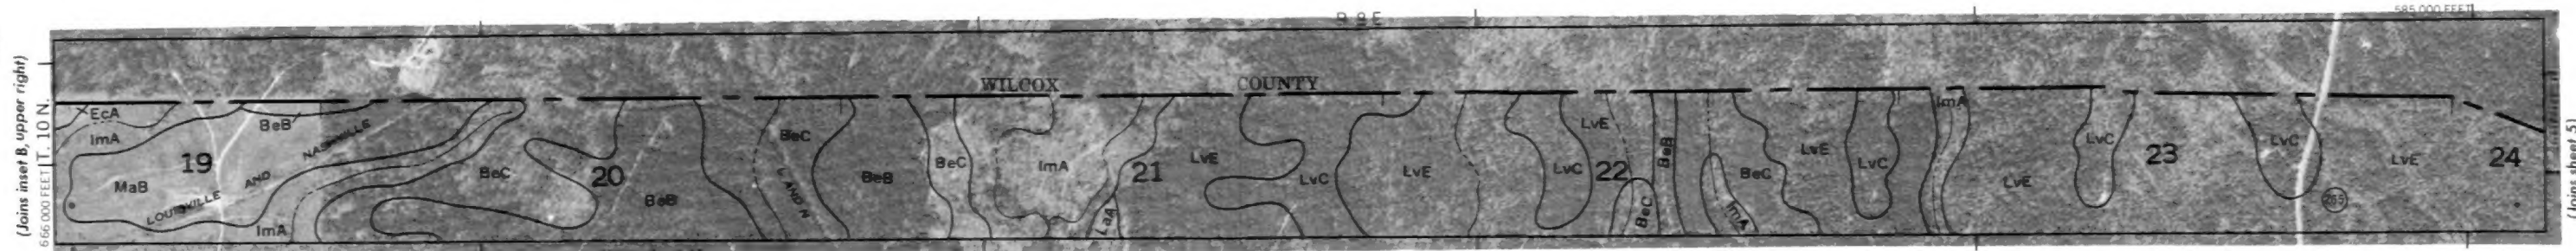 R 8 E
585 000 FEET
(Joins inset B, upper right)
666 000 FEET
T. 10 N.
WILCOX COUNTY
EcA
ImA
BeB
NASHVILLE
AND
LOUISVILLE
19
MaB
ImA
BeC
20
BeB
BeC
L AND N
BeB
BeC
ImA
LaA
21
LvE
LvC
LvE
LvE
LvC
22
BeC
BeB
ImA
BeC
LvE
LvC
ImA
LvE
LvC
23
LvC
265
LvE
24
(Joins sheet 5)